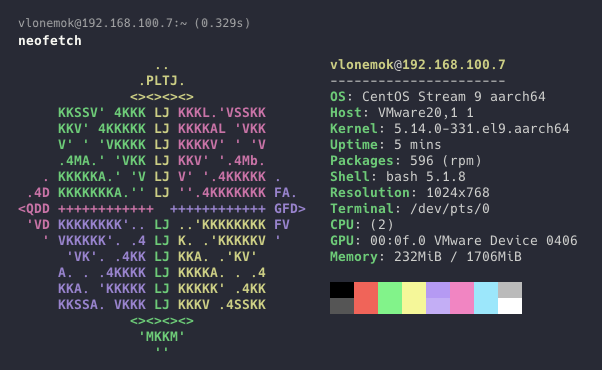 vlonemok@192.168.100.7:~ (0.329s)
neofetch
..
.PLTJ.
<><><><>
KKSSV' 4KKK LJ KKKL.'VSSKK
KKV' 4KKKKK LJ KKKKAL 'VKK
V' ' 'VKKKK LJ KKKKV' ' 'V
.4MA.' 'VKK LJ KKV' '.4Mb.
. KKKKKA.' 'V LJ V' '.4KKKKK .
.4D KKKKKKKA.'' LJ ''.4KKKKKKK FA.
<QDD ++++++++++++ ++++++++++++ GFD>
'VD KKKKKKKK'.. LJ ..'KKKKKKKK FV
' VKKKKK'. .4 LJ K. .'KKKKKV '
'VK'. .4KK LJ KKA. .'KV'
A. . .4KKKK LJ KKKKA. . .4
KKA. 'KKKKK LJ KKKKK' .4KK
KKSSA. VKKK LJ KKKV .4SSKK
<><><><>
'MKKM'
''
vlonemok@192.168.100.7
----------------------
OS: CentOS Stream 9 aarch64
Host: VMware20,1 1
Kernel: 5.14.0-331.el9.aarch64
Uptime: 5 mins
Packages: 596 (rpm)
Shell: bash 5.1.8
Resolution: 1024x768
Terminal: /dev/pts/0
CPU: (2)
GPU: 00:0f.0 VMware Device 0406
Memory: 232MiB / 1706MiB